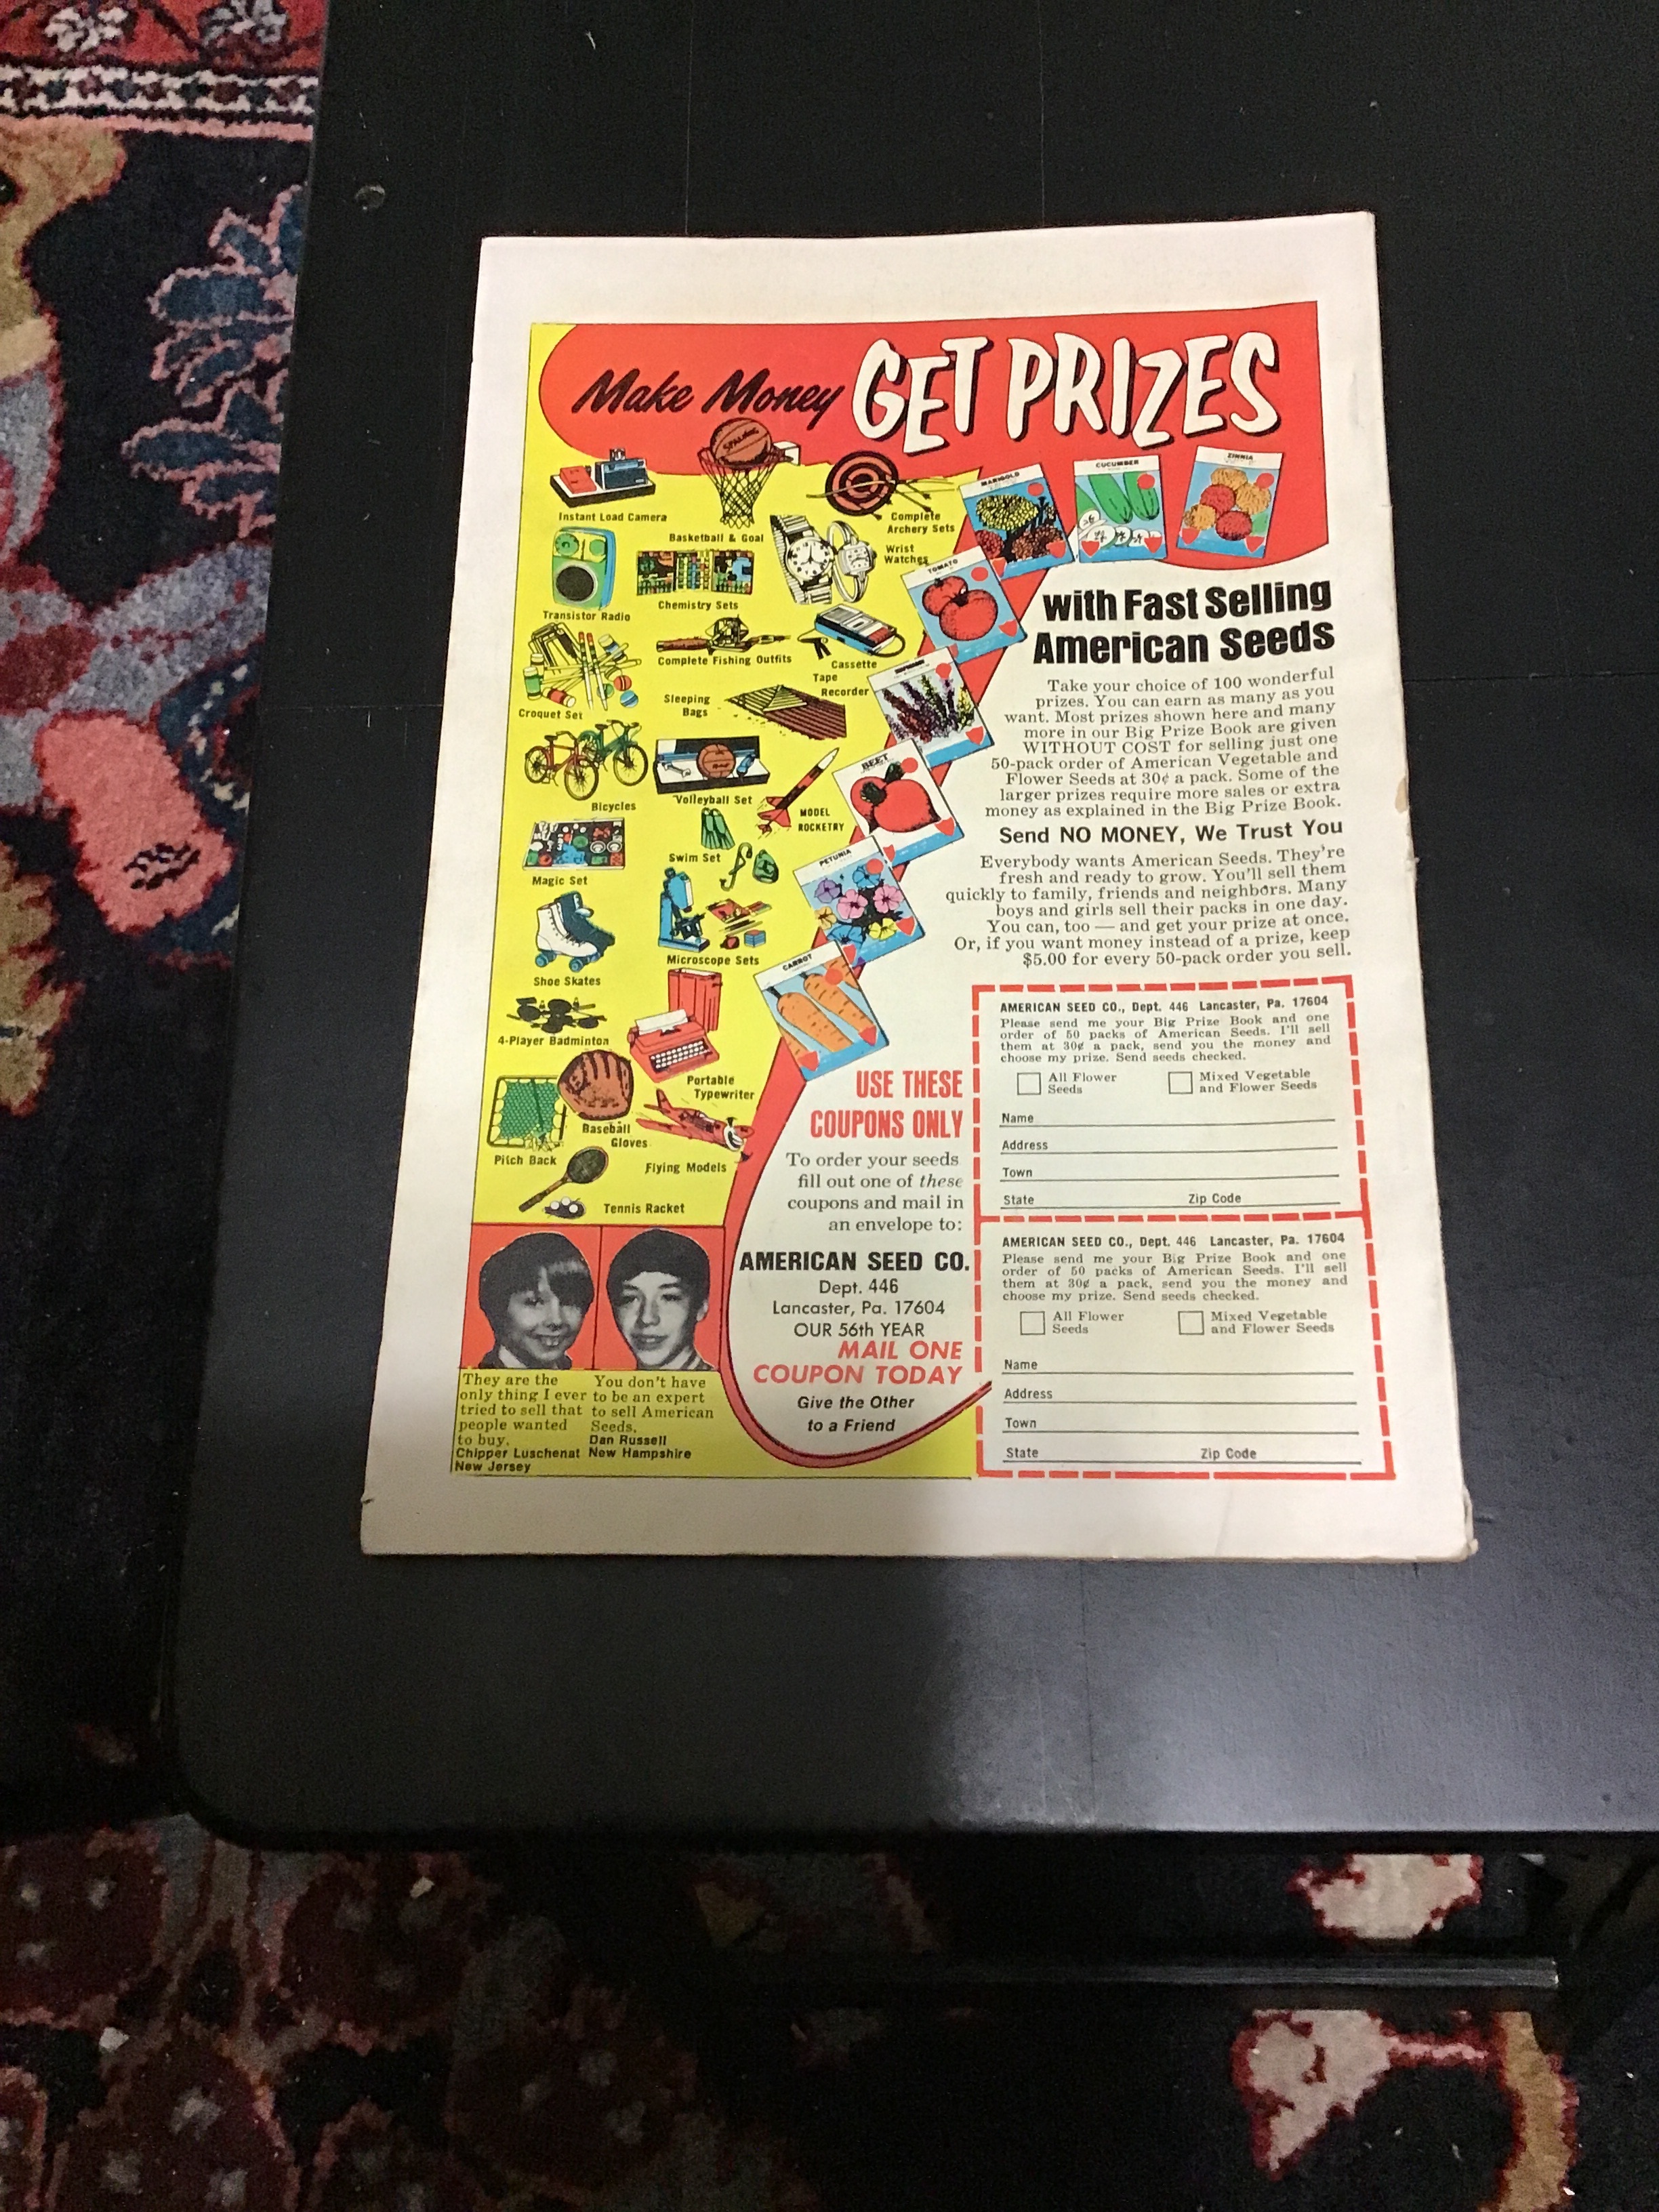 Make Money GET PRIZES
SPALDING
Instant Load Camera
Basketball & Goal
Complete
Archery Sets
Wrist
Watches
Transistor Radio
Chemistry Sets
Complete Fishing Outfits
Cassette
Tape
Recorder
Croquet Set
Sleeping
Bags
Bicycles
Volleyball Set
MODEL
ROCKETRY
Magic Set
Swim Set
Shoe Skates
Microscope Sets
4-Player Badminton
Portable
Typewriter
Pitch Back
Baseball
Gloves
Flying Models
Tennis Racket
MARIGOLD
CUCUMBER
ZINNIA
TOMATO
BEET
PETUNIA
CARROT
with Fast Selling
American Seeds
Take your choice of 100 wonderful
prizes. You can earn as many as you
want. Most prizes shown here and many
more in our Big Prize Book are given
WITHOUT COST for selling just one
50-pack order of American Vegetable and
Flower Seeds at 30¢ a pack. Some of the
larger prizes require more sales or extra
money as explained in the Big Prize Book.
Send NO MONEY, We Trust You
Everybody wants American Seeds. They're
fresh and ready to grow. You'll sell them
quickly to family, friends and neighbors. Many
boys and girls sell their packs in one day.
You can, too — and get your prize at once.
Or, if you want money instead of a prize, keep
$5.00 for every 50-pack order you sell.
They are the
only thing I ever
tried to sell that
people wanted
to buy.
Chipper Luschenat
New Jersey
You don't have
to be an expert
to sell American
Seeds.
Dan Russell
New Hampshire
USE THESE
COUPONS ONLY
To order your seeds
fill out one of these
coupons and mail in
an envelope to:
AMERICAN SEED CO.
Dept. 446
Lancaster, Pa. 17604
OUR 56th YEAR
MAIL ONE
COUPON TODAY
Give the Other
to a Friend
AMERICAN SEED CO., Dept. 446 Lancaster, Pa. 17604
Please send me your Big Prize Book and one
order of 50 packs of American Seeds. I'll sell
them at 30¢ a pack, send you the money and
choose my prize. Send seeds checked.
All Flower
Seeds
Mixed Vegetable
and Flower Seeds
Name
Address
Town
State Zip Code
AMERICAN SEED CO., Dept. 446 Lancaster, Pa. 17604
Please send me your Big Prize Book and one
order of 50 packs of American Seeds. I'll sell
them at 30¢ a pack, send you the money and
choose my prize. Send seeds checked.
All Flower
Seeds
Mixed Vegetable
and Flower Seeds
Name
Address
Town
State Zip Code